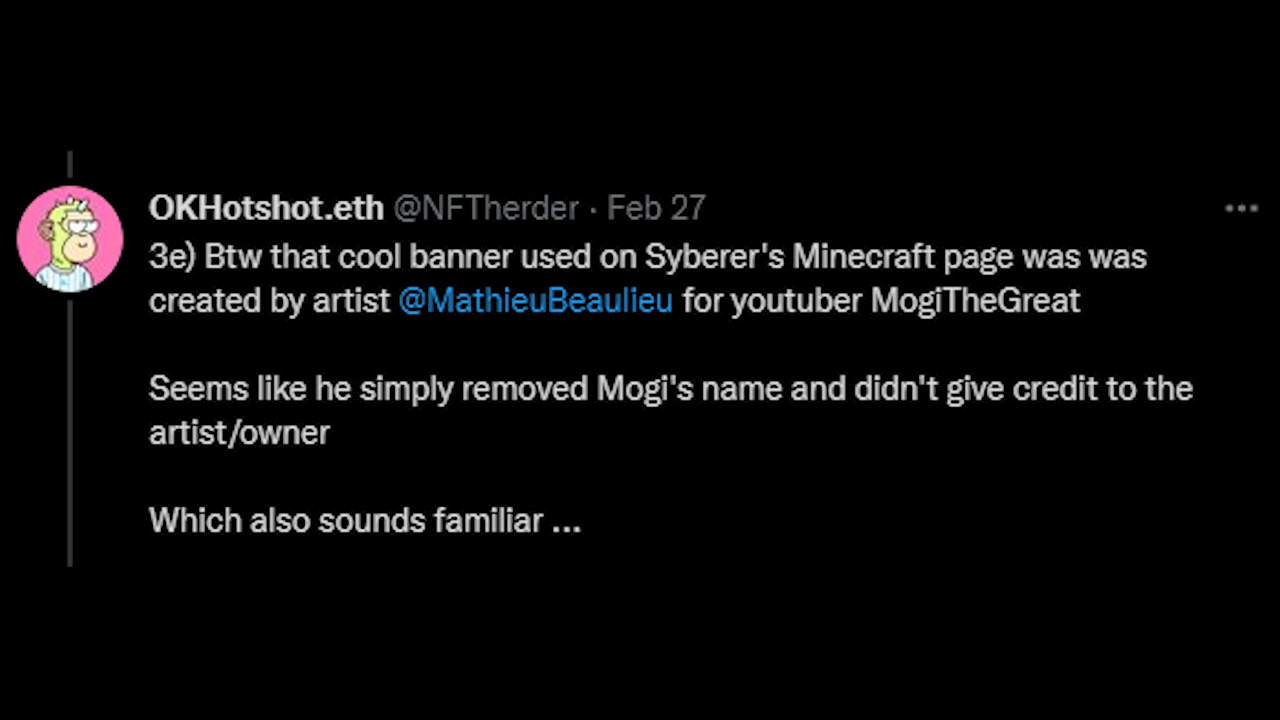 OKHotshot.eth @NFTherder · Feb 27
3e) Btw that cool banner used on Syberer's Minecraft page was was
created by artist @MathieuBeaulieu for youtuber MogiTheGreat
Seems like he simply removed Mogi's name and didn't give credit to the
artist/owner
Which also sounds familiar ...